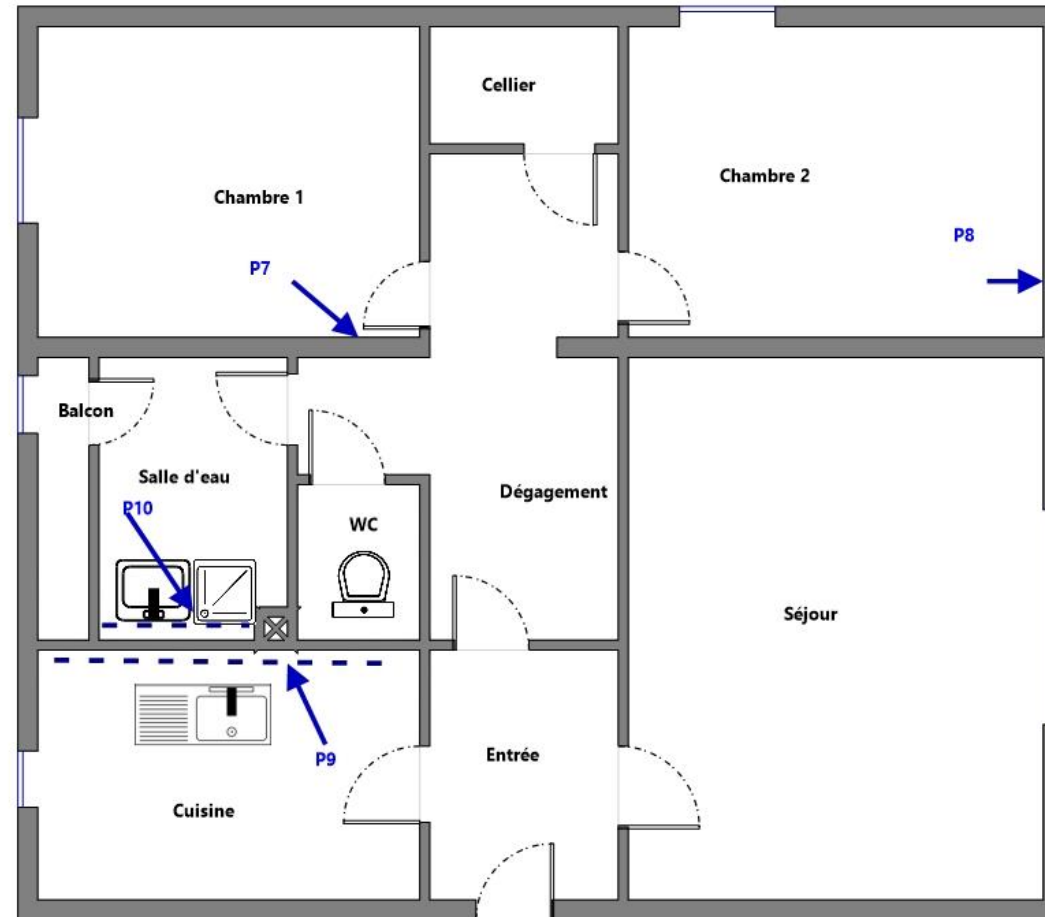 Cellier
Chambre 1
Chambre 2
P7
P8
Balcon
Salle d'eau
P10
WC
Dégagement
Séjour
P9
Entrée
Cuisine